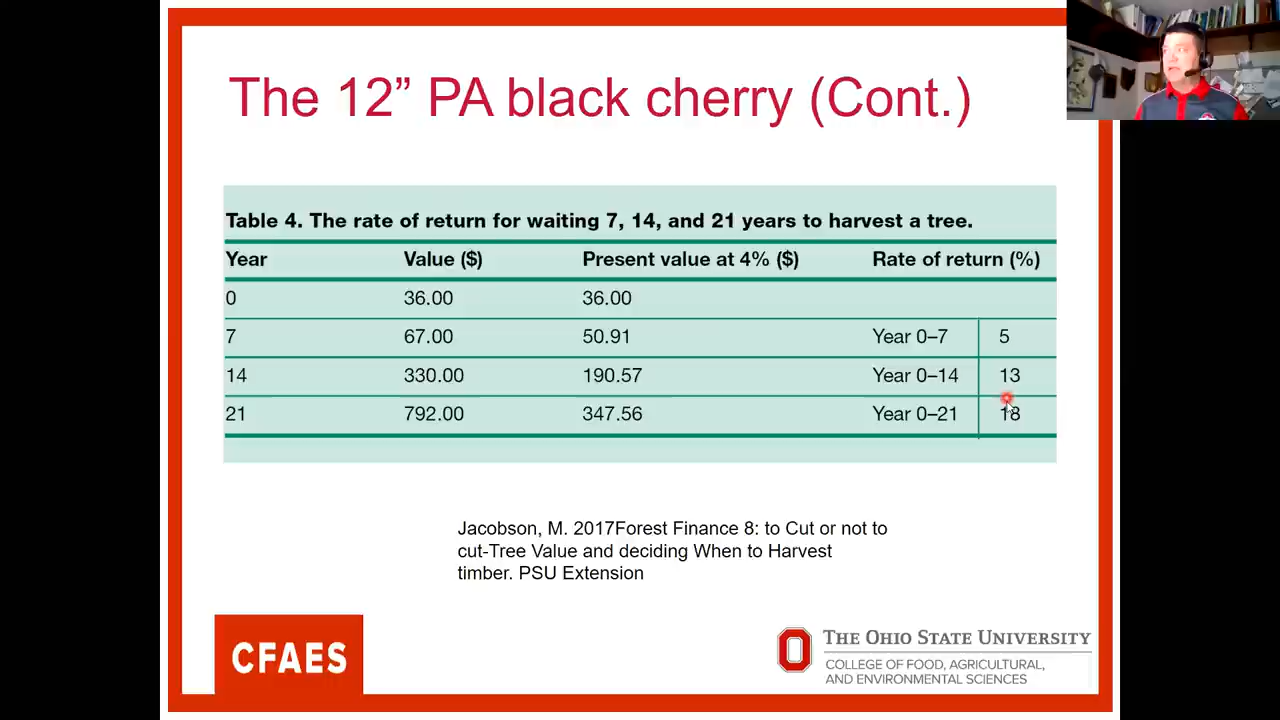 The 12” PA black cherry (Cont.)
Table 4. The rate of return for waiting 7, 14, and 21 years to harvest a tree.
Year Value ($) Present value at 4% ($) Rate of return (%)
0 36.00 36.00
7 67.00 50.91 Year 0–7 5
14 330.00 190.57 Year 0–14 13
21 792.00 347.56 Year 0–21 18
Jacobson, M. 2017Forest Finance 8: to Cut or not to
cut-Tree Value and deciding When to Harvest
timber. PSU Extension
CFAES
THE OHIO STATE UNIVERSITY
COLLEGE OF FOOD, AGRICULTURAL,
AND ENVIRONMENTAL SCIENCES